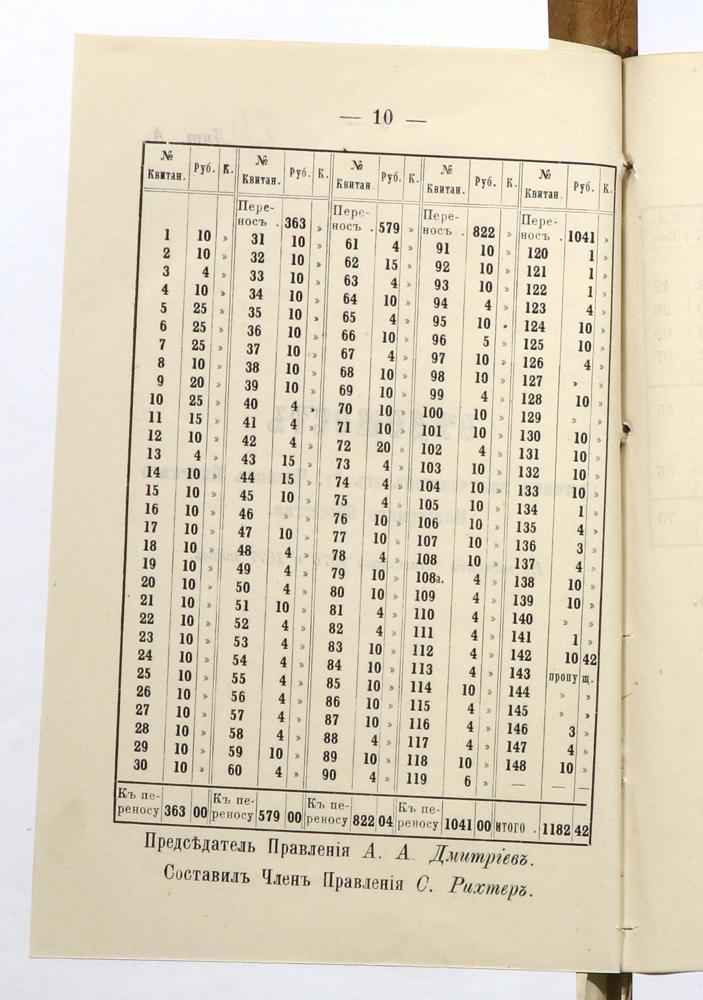 — 10 —
№ Квитан. Руб. К. № Квитан. Руб. К. № Квитан. Руб. К. № Квитан. Руб. К. № Квитан. Руб. К.
Пере- Пере- Пере- Пере-
носъ . 363 » носъ . 579 » носъ . 822 » носъ . 1041 »
1 10 » 31 10 » 61 4 » 91 10 » 120 1 »
2 10 » 32 10 » 62 15 » 92 10 » 121 1 »
3 4 » 33 10 » 63 4 » 93 10 » 122 1 »
4 10 » 34 10 » 64 10 » 94 4 » 123 4 »
5 25 » 35 10 » 65 4 » 95 10 » 124 10 »
6 25 » 36 10 » 66 10 » 96 5 » 125 10 »
7 25 » 37 10 » 67 4 » 97 10 » 126 4 »
8 10 » 38 10 » 68 10 » 98 10 » 127 » »
9 20 » 39 10 » 69 10 » 99 4 » 128 10 »
10 25 » 40 4 » 70 10 » 100 10 » 129 » »
11 15 » 41 4 » 71 10 » 101 10 » 130 10 »
12 10 » 42 4 » 72 20 » 102 4 » 131 10 »
13 4 » 43 15 » 73 4 » 103 10 » 132 10 »
14 10 » 44 15 » 74 4 » 104 10 » 133 10 »
15 10 » 45 10 » 75 4 » 105 10 » 134 1 »
16 10 » 46 » » 76 10 » 106 10 » 135 4 »
17 10 » 47 10 » 77 10 » 107 10 » 136 3 »
18 10 » 48 4 » 78 4 » 108 10 » 137 4 »
19 10 » 49 4 » 79 10 » 108а. 4 » 138 10 »
20 10 » 50 4 » 80 10 » 109 4 » 139 10 »
21 10 » 51 10 » 81 4 » 110 4 » 140 » »
22 10 » 52 4 » 82 4 » 111 4 » 141 1 »
23 10 » 53 4 » 83 10 » 112 4 » 142 10 42
24 10 » 54 4 » 84 10 » 113 4 » 143 пропу щ.
25 10 » 55 4 » 85 10 » 114 10 » 144 » »
26 10 » 56 4 » 86 10 » 115 4 » 145 » »
27 10 » 57 4 » 87 10 » 116 4 » 146 3 »
28 10 » 58 4 » 88 4 » 117 4 » 147 4 »
29 10 » 59 10 » 89 10 » 118 10 » 148 10 »
30 10 » 60 4 » 90 4 » 119 6 » — — —
Къ пе- Къ пе- Къ пе- Къ пе-
реносу 363 00 реносу 579 00 реносу 822 04 реносу 1041 00 ИТОГО . 1182 42
Предсѣдатель Правленія А. А. Дмитріевъ.
Составилъ Членъ Правленія С. Рихтеръ.